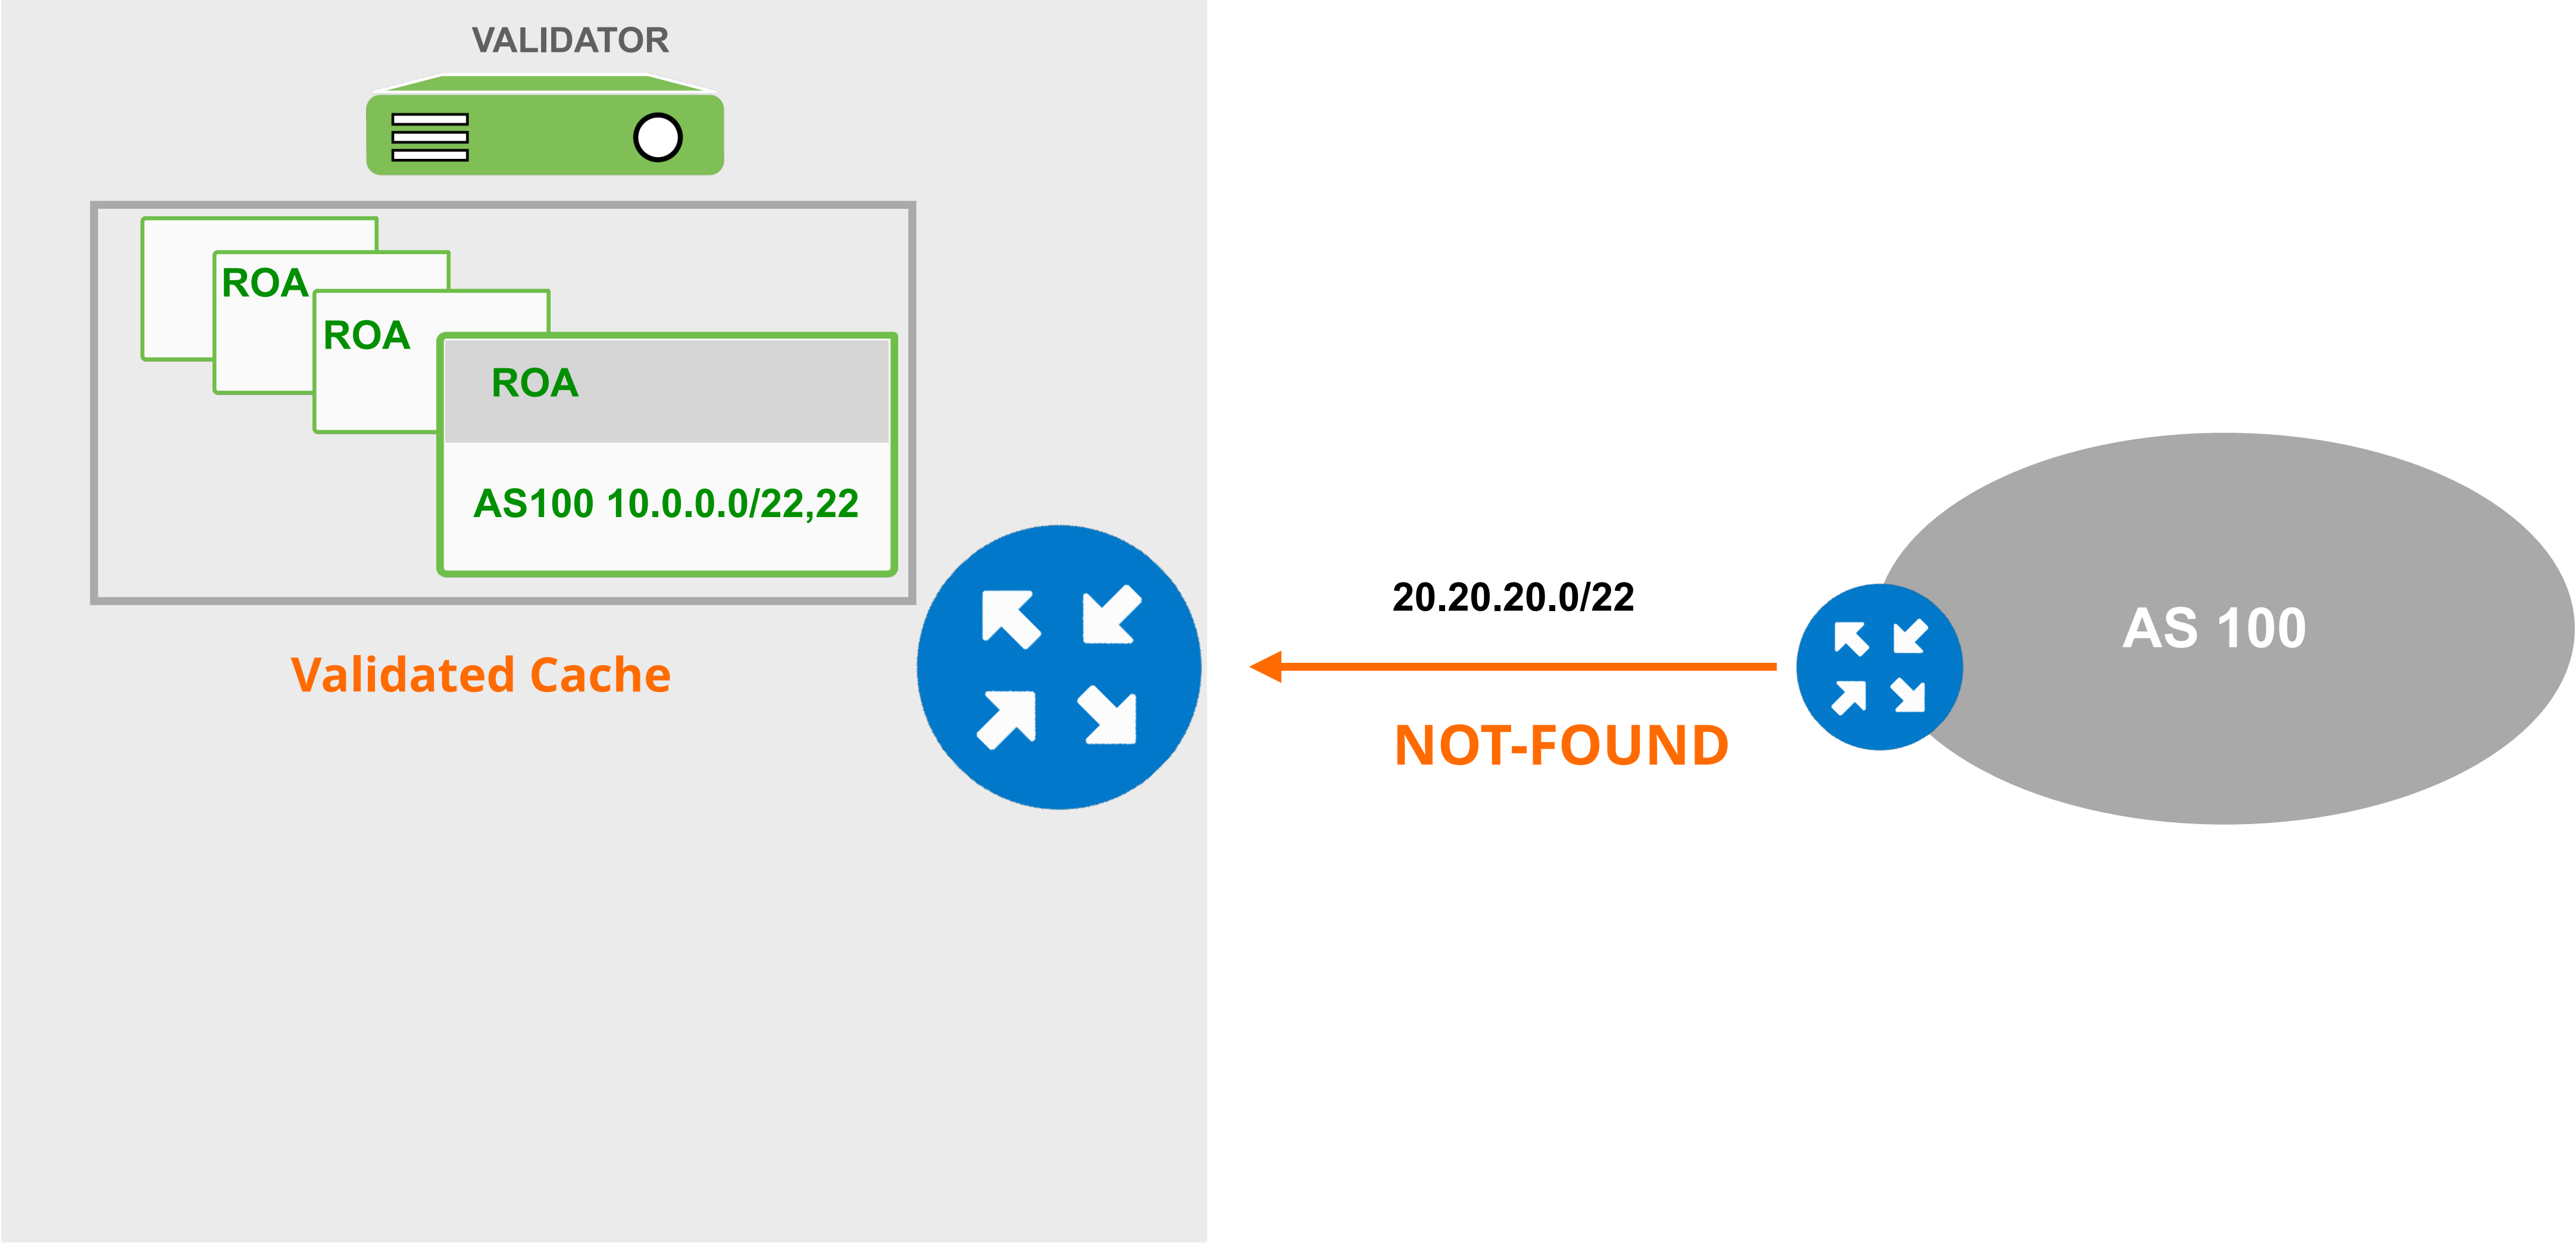 VALIDATOR
ROA
ROA
ROA
AS100 10.0.0.0/22,22
Validated Cache
20.20.20.0/22
NOT-FOUND
AS 100